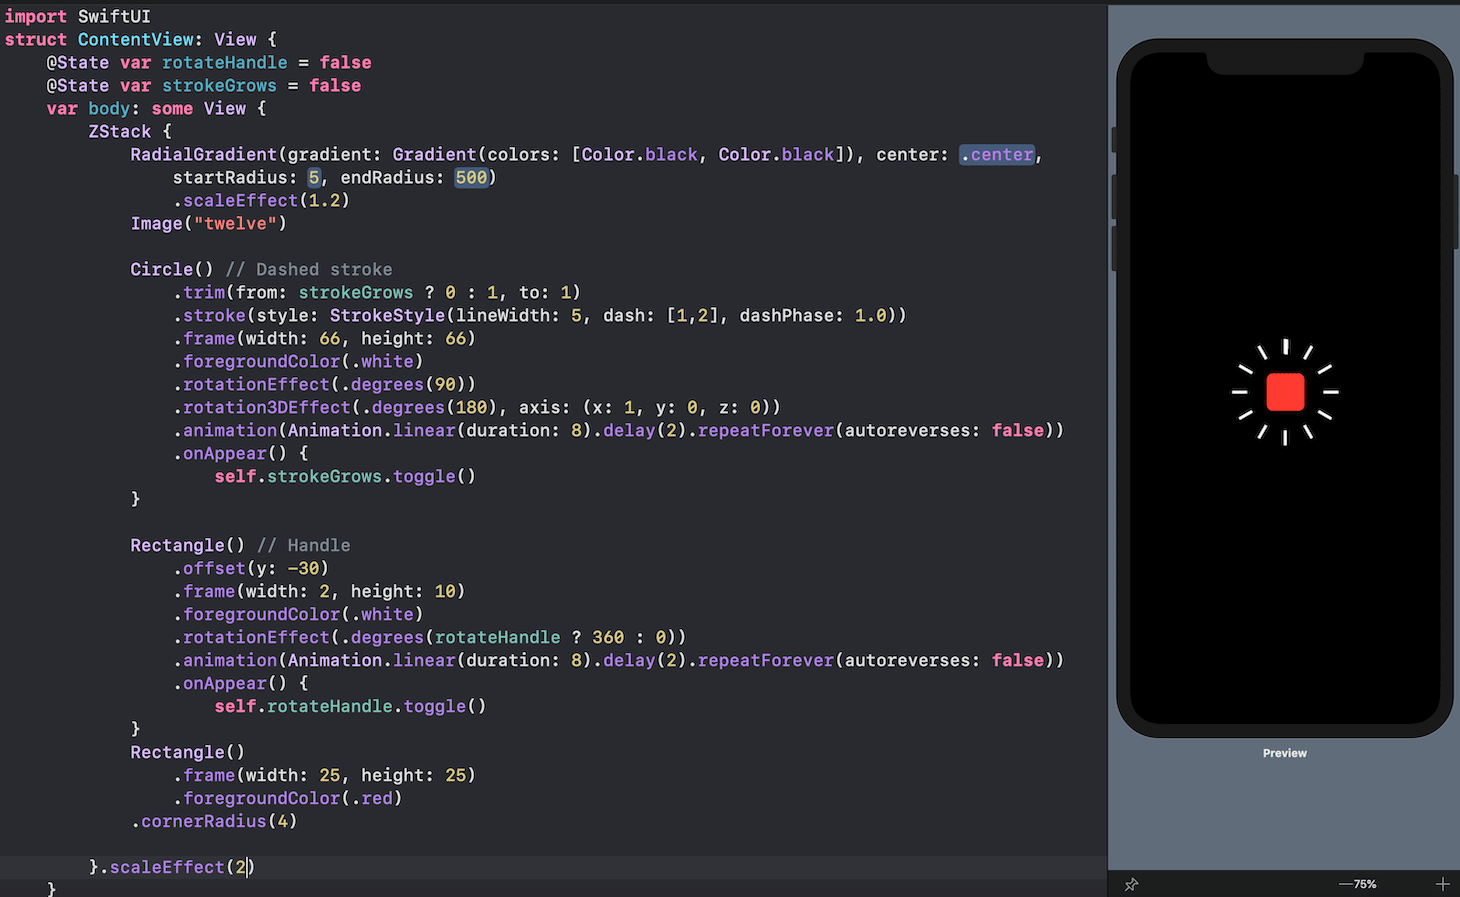 import SwiftUI
struct ContentView: View {
    @State var rotateHandle = false
    @State var strokeGrows = false
    var body: some View {
        ZStack {
            RadialGradient(gradient: Gradient(colors: [Color.black, Color.black]), center: .center,
                startRadius: 5, endRadius: 500)
                .scaleEffect(1.2)
            Image("twelve")
            Circle() // Dashed stroke
                .trim(from: strokeGrows ? 0 : 1, to: 1)
                .stroke(style: StrokeStyle(lineWidth: 5, dash: [1,2], dashPhase: 1.0))
                .frame(width: 66, height: 66)
                .foregroundColor(.white)
                .rotationEffect(.degrees(90))
                .rotation3DEffect(.degrees(180), axis: (x: 1, y: 0, z: 0))
                .animation(Animation.linear(duration: 8).delay(2).repeatForever(autoreverses: false))
                .onAppear() {
                    self.strokeGrows.toggle()
            }
            Rectangle() // Handle
                .offset(y: -30)
                .frame(width: 2, height: 10)
                .foregroundColor(.white)
                .rotationEffect(.degrees(rotateHandle ? 360 : 0))
                .animation(Animation.linear(duration: 8).delay(2).repeatForever(autoreverses: false))
                .onAppear() {
                    self.rotateHandle.toggle()
            }
            Rectangle()
                .frame(width: 25, height: 25)
                .foregroundColor(.red)
            .cornerRadius(4)
        }.scaleEffect(2)
    }
Preview
75%